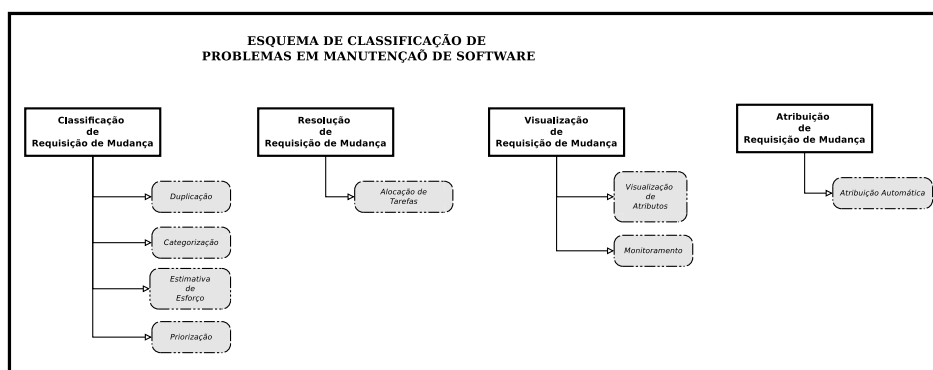 ESQUEMA DE CLASSIFICAÇÃO DE
PROBLEMAS EM MANUTENÇAÕ DE SOFTWARE
Classificação
de
Requisição de Mudança
Duplicação
Categorização
Estimativa
de
Esforço
Priorização
Resolução
de
Requisição de Mudança
Alocação de
Tarefas
Visualização
de
Requisição de Mudança
Visualização
de
Atributos
Monitoramento
Atribuição
de
Requisição de Mudança
Atribuição Automática